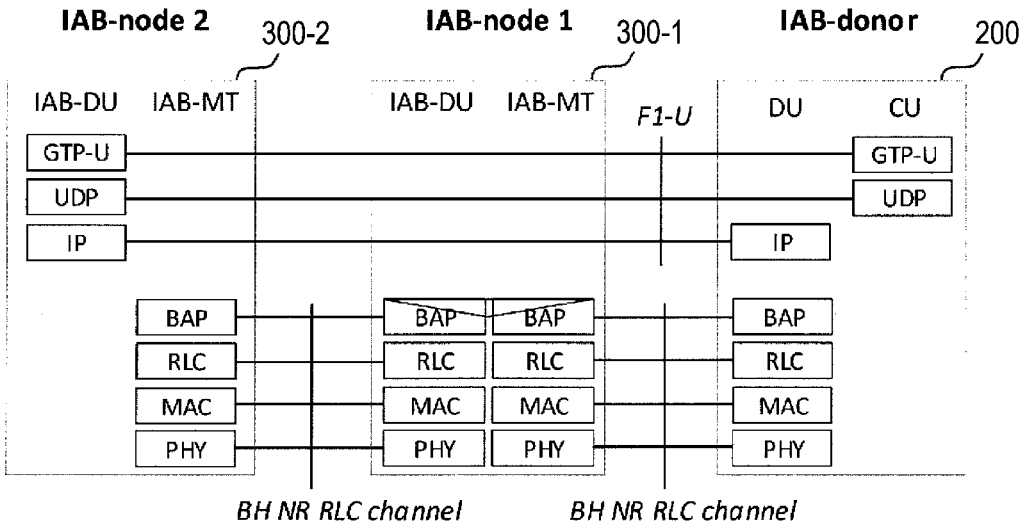 IAB-node 2 IAB-node 1 IAB-donor
300-2 300-1 200
IAB-DU IAB-MT IAB-DU IAB-MT F1-U DU CU
GTP-U GTP-U
UDP UDP
IP IP
BAP BAP BAP BAP
RLC RLC RLC RLC
MAC MAC MAC MAC
PHY PHY PHY PHY
BH NR RLC channel BH NR RLC channel